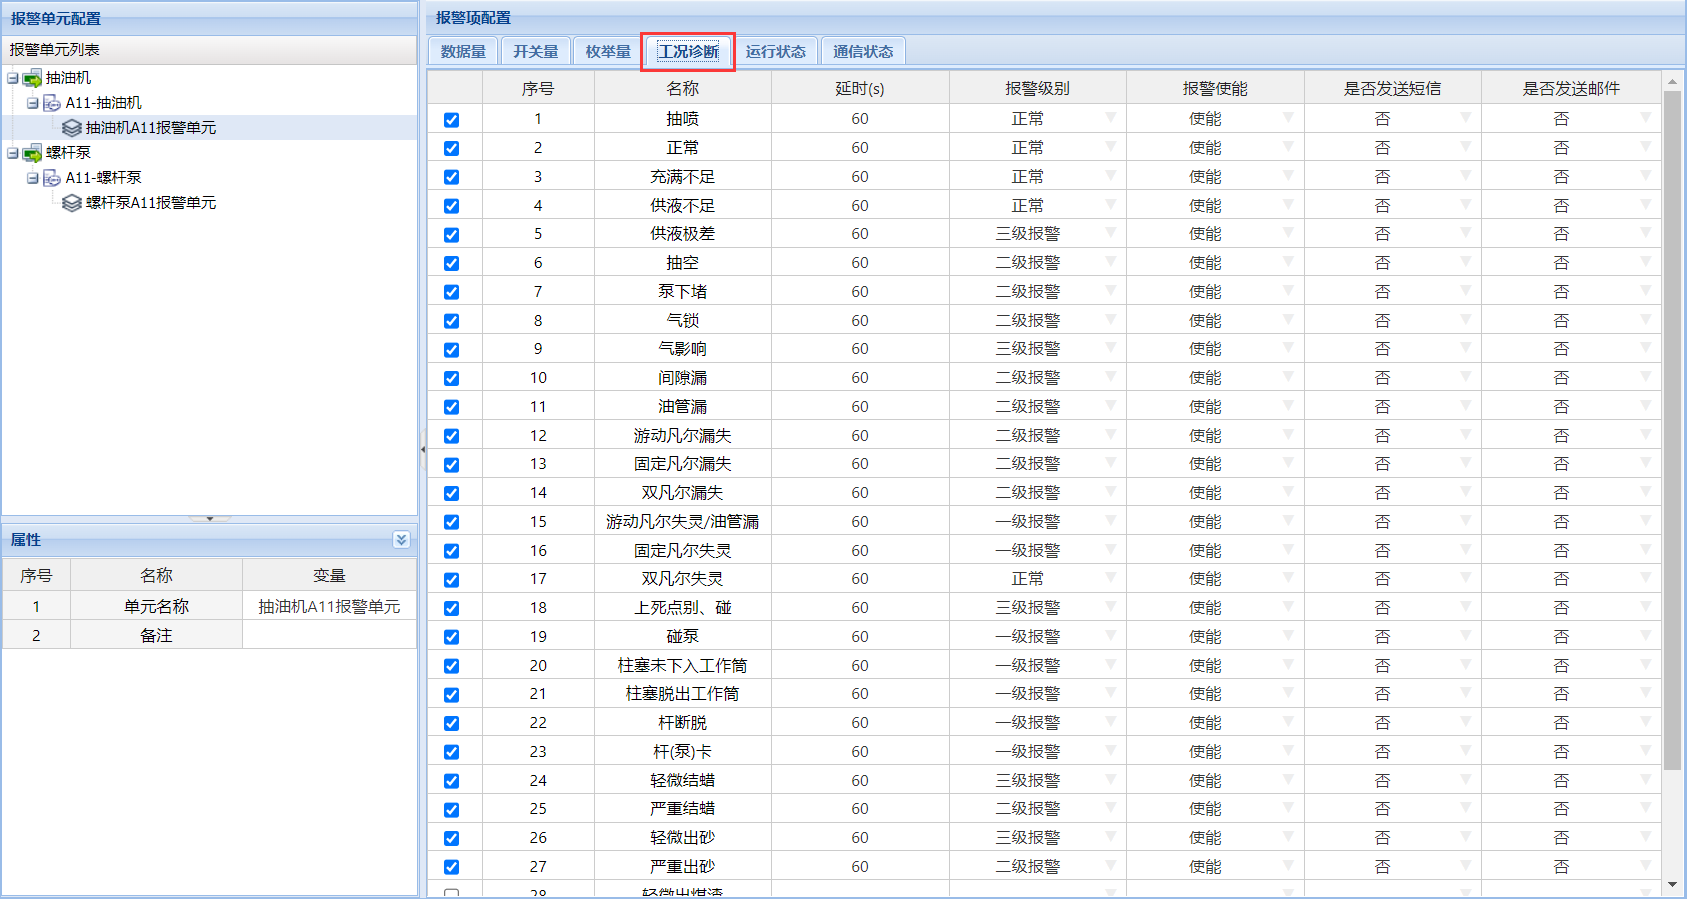 报警单元配置
报警单元列表
抽油机
A11-抽油机
抽油机A11报警单元
螺杆泵
A11-螺杆泵
螺杆泵A11报警单元
属性
序号 名称 变量
1 单元名称 抽油机A11报警单元
2 备注
报警项配置
数据量 开关量 枚举量 工况诊断 运行状态 通信状态
序号 名称 延时(s) 报警级别 报警使能 是否发送短信 是否发送邮件
1 抽喷 60 正常 使能 否 否
2 正常 60 正常 使能 否 否
3 充满不足 60 正常 使能 否 否
4 供液不足 60 正常 使能 否 否
5 供液极差 60 三级报警 使能 否 否
6 抽空 60 二级报警 使能 否 否
7 泵下堵 60 二级报警 使能 否 否
8 气锁 60 二级报警 使能 否 否
9 气影响 60 三级报警 使能 否 否
10 间隙漏 60 二级报警 使能 否 否
11 油管漏 60 二级报警 使能 否 否
12 游动凡尔漏失 60 二级报警 使能 否 否
13 固定凡尔漏失 60 二级报警 使能 否 否
14 双凡尔漏失 60 二级报警 使能 否 否
15 游动凡尔失灵/油管漏 60 一级报警 使能 否 否
16 固定凡尔失灵 60 一级报警 使能 否 否
17 双凡尔失灵 60 正常 使能 否 否
18 上死点别、碰 60 三级报警 使能 否 否
19 碰泵 60 一级报警 使能 否 否
20 柱塞未下入工作筒 60 一级报警 使能 否 否
21 柱塞脱出工作筒 60 一级报警 使能 否 否
22 杆断脱 60 一级报警 使能 否 否
23 杆(泵)卡 60 一级报警 使能 否 否
24 轻微结蜡 60 三级报警 使能 否 否
25 严重结蜡 60 二级报警 使能 否 否
26 轻微出砂 60 三级报警 使能 否 否
27 严重出砂 60 二级报警 使能 否 否
28 轻微出煤渣